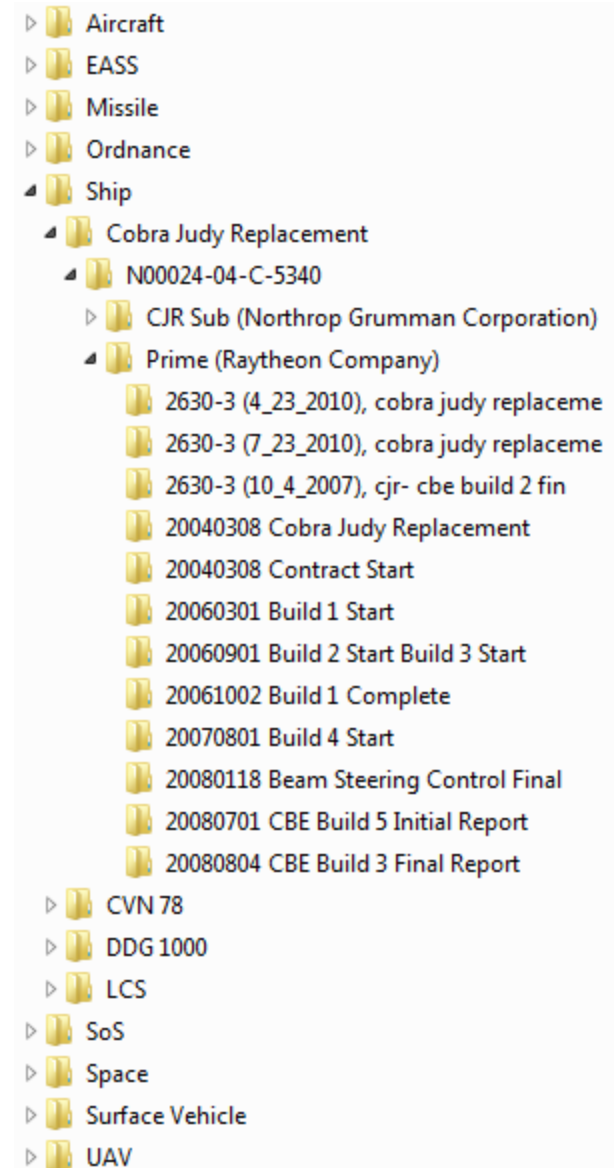 Aircraft
EASS
Missile
Ordnance
Ship
Cobra Judy Replacement
N00024-04-C-5340
CJR Sub (Northrop Grumman Corporation)
Prime (Raytheon Company)
2630-3 (4_23_2010), cobra judy replaceme
2630-3 (7_23_2010), cobra judy replaceme
2630-3 (10_4_2007), cjr- cbe build 2 fin
20040308 Cobra Judy Replacement
20040308 Contract Start
20060301 Build 1 Start
20060901 Build 2 Start Build 3 Start
20061002 Build 1 Complete
20070801 Build 4 Start
20080118 Beam Steering Control Final
20080701 CBE Build 5 Initial Report
20080804 CBE Build 3 Final Report
CVN 78
DDG 1000
LCS
SoS
Space
Surface Vehicle
UAV